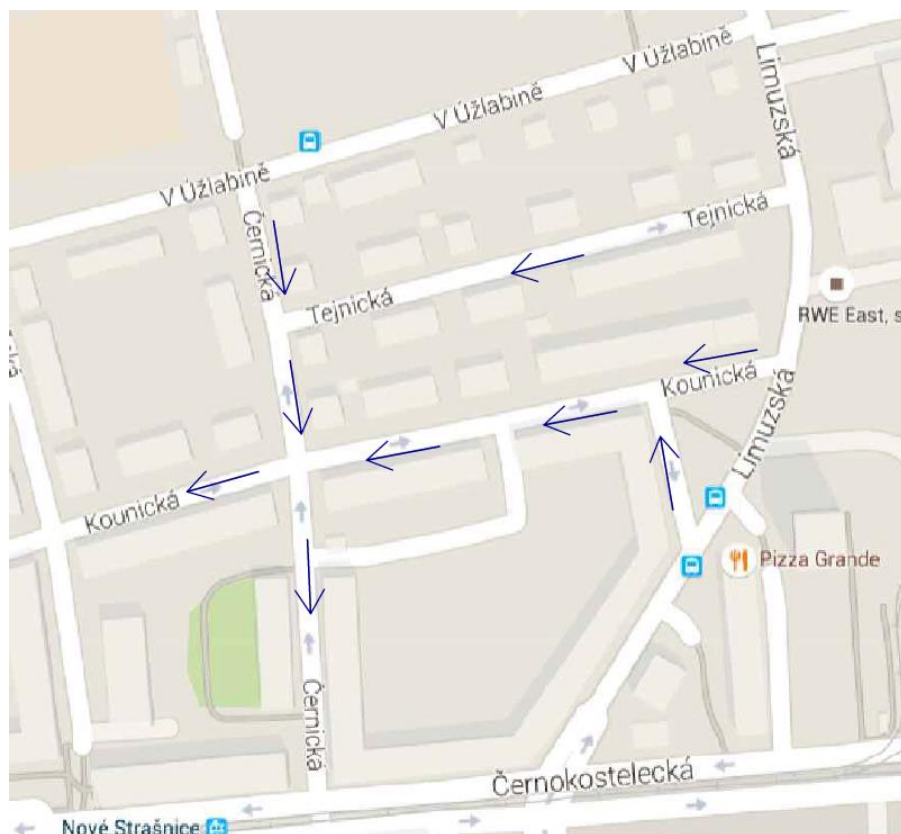 V Úžlabině
Limuzská
V Úžlabině
V Úžlabině
Černická
Tejnická
Tejnická
RWE East, s
Kounická
Limuzská
Kounická
Pizza Grande
Černická
Černokostelecká
Nové Strašnice